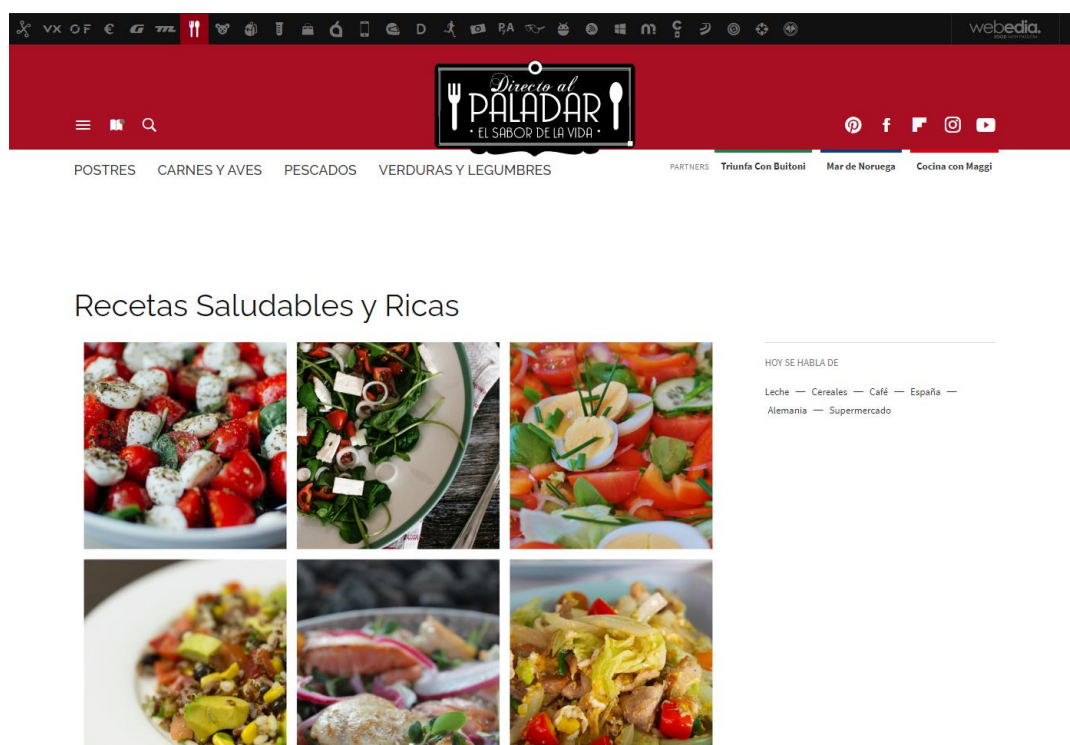 webedia.
Directo al
PALADAR
• EL SABOR DE LA VIDA •
POSTRES CARNES Y AVES PESCADOS VERDURAS Y LEGUMBRES
PARTNERS Triunfa Con Buitoni Mar de Noruega Cocina con Maggi
Recetas Saludables y Ricas
HOY SE HABLA DE
Leche — Cereales — Café — España —
Alemania — Supermercado